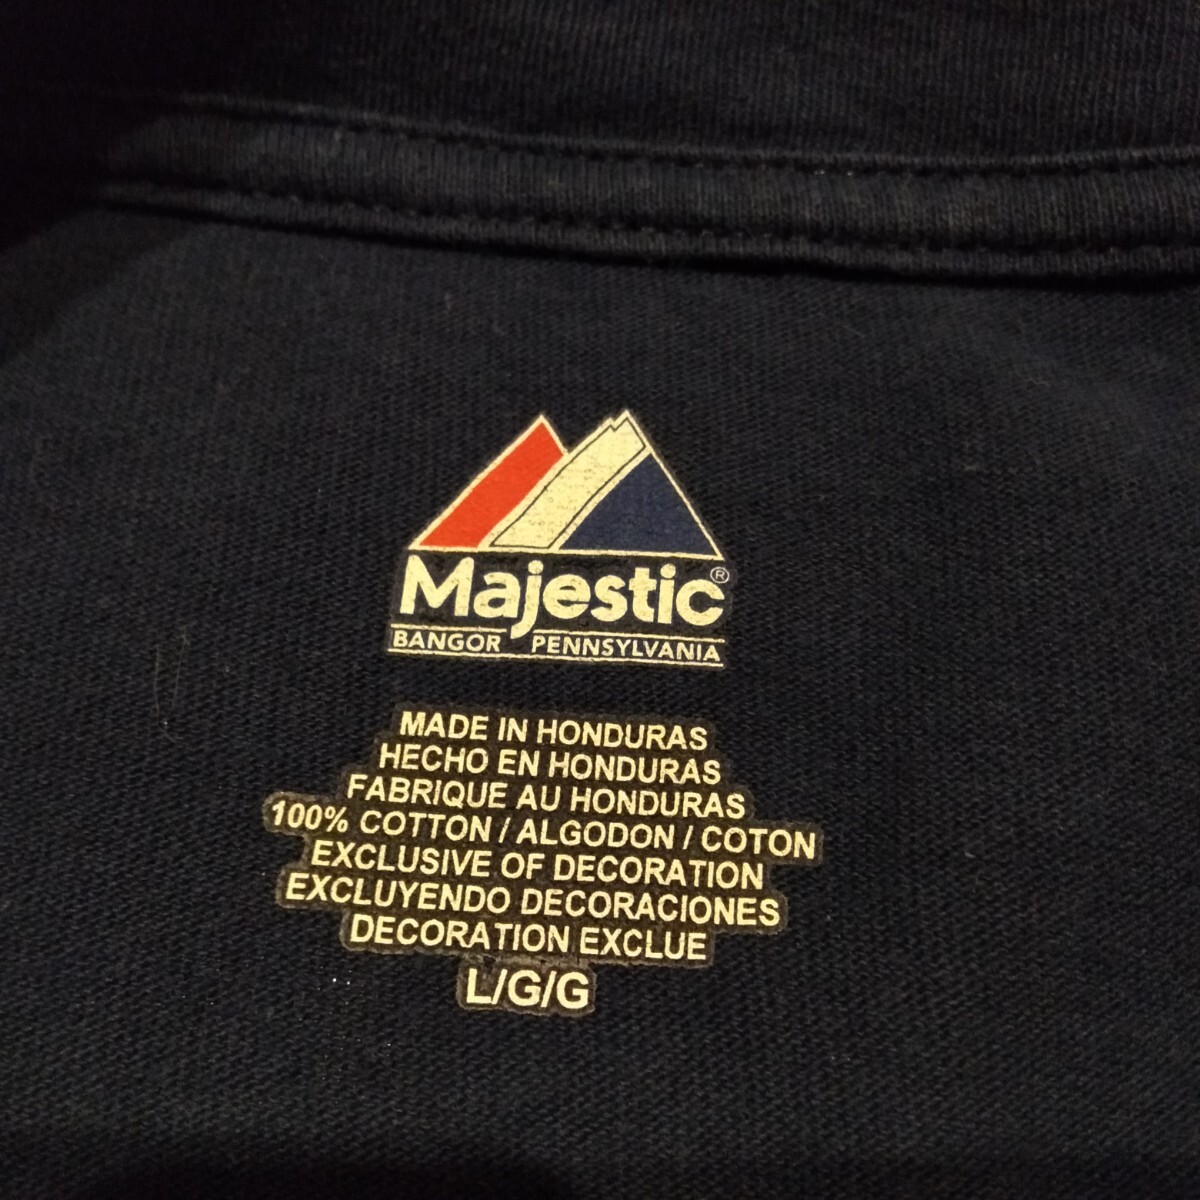 Majestic®
BANGOR PENNSYLVANIA
MADE IN HONDURAS
HECHO EN HONDURAS
FABRIQUE AU HONDURAS
100% COTTON / ALGODON / COTON
EXCLUSIVE OF DECORATION
EXCLUYENDO DECORACIONES
DECORATION EXCLUE
L/G/G